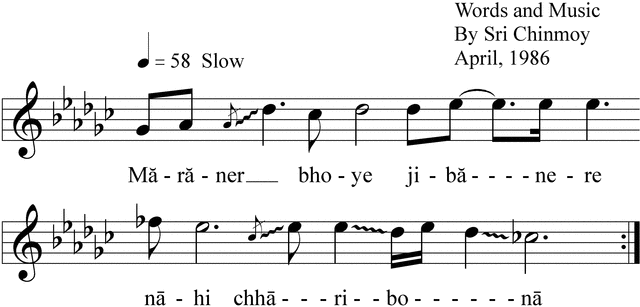 Words and Music
By Sri Chinmoy
♩ = 58 Slow
April, 1986
Mă - ră - ner___ bho - ye ji - bă - - - - ne - re
nā - hi chhā - - - ri - bo - - - - - - nā